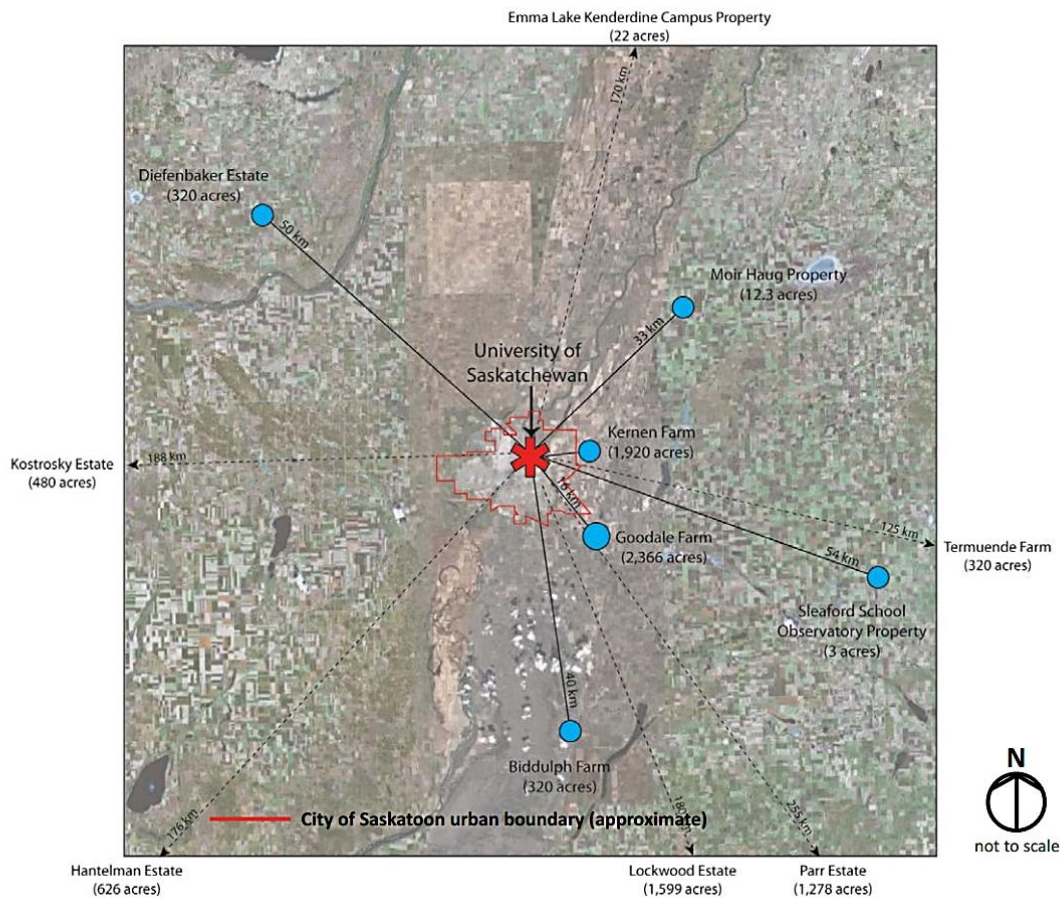 Emma Lake Kenderdine Campus Property
(22 acres)
170 km
Diefenbaker Estate
(320 acres)
50 km
Moir Haug Property
(12.3 acres)
33 km
University of
Saskatchewan
Kernen Farm
(1,920 acres)
Kostrosky Estate
(480 acres)
188 km
16 km
Goodale Farm
(2,366 acres)
125 km
Termuende Farm
(320 acres)
54 km
Sleaford School
Observatory Property
(3 acres)
40 km
Biddulph Farm
(320 acres)
N
not to scale
176 km
City of Saskatoon urban boundary (approximate)
180 km
255 km
Hantelman Estate
(626 acres)
Lockwood Estate
(1,599 acres)
Parr Estate
(1,278 acres)